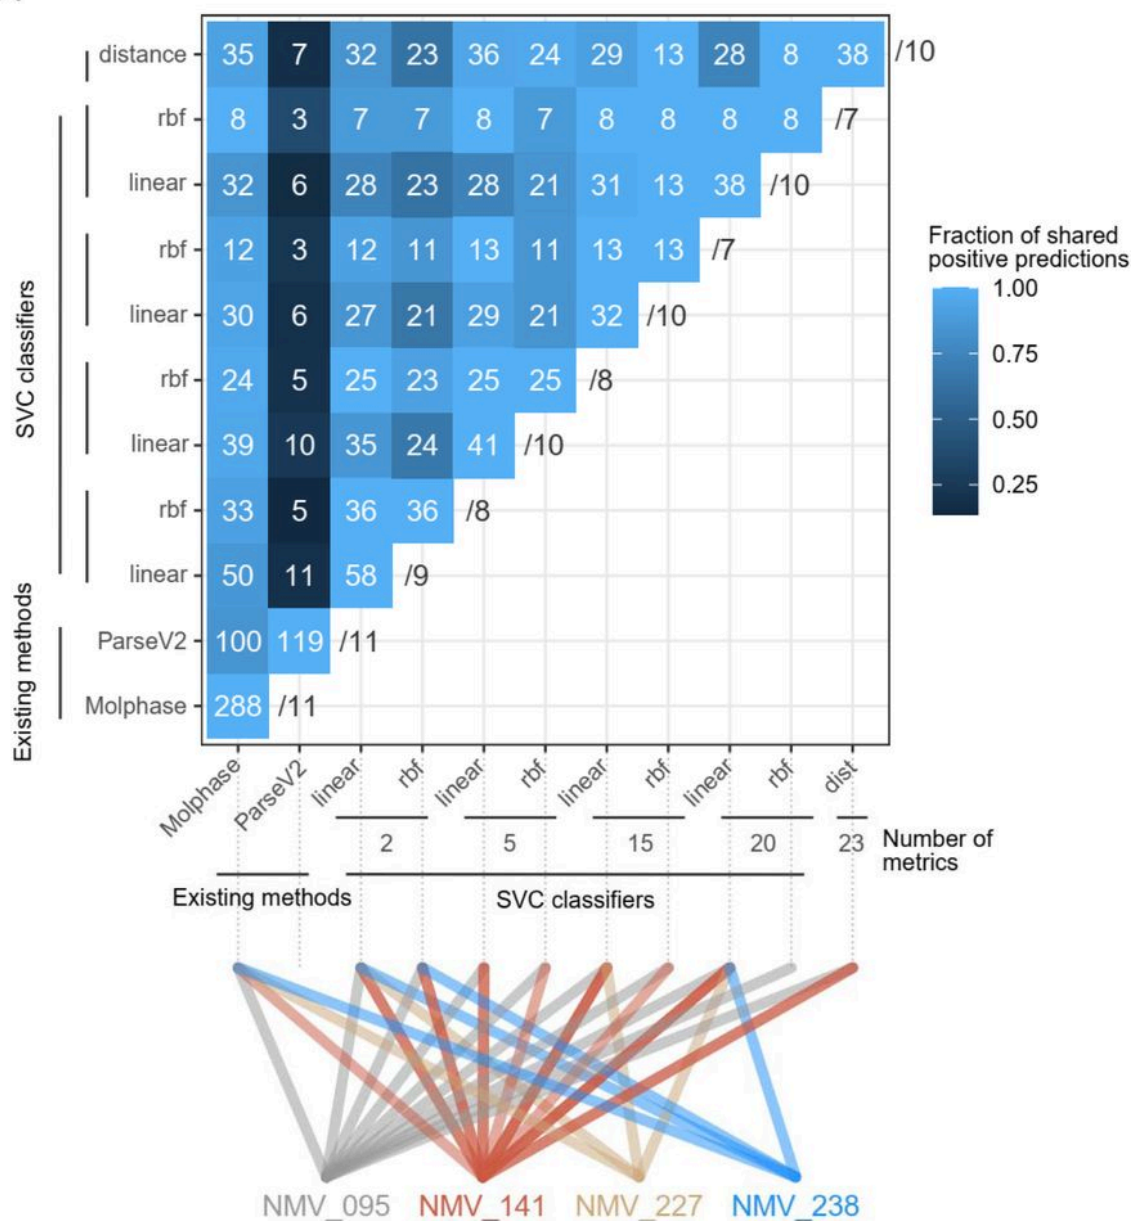 distance 35 7 32 23 36 24 29 13 28 8 38 /10
rbf 8 3 7 7 8 7 8 8 8 8 /7
linear 32 6 28 23 28 21 31 13 38 /10
rbf 12 3 12 11 13 11 13 13 /7
linear 30 6 27 21 29 21 32 /10
rbf 24 5 25 23 25 25 /8
linear 39 10 35 24 41 /10
rbf 33 5 36 36 /8
linear 50 11 58 /9
ParseV2 100 119 /11
Molphase 288 /11
SVC classifiers
Existing methods
Fraction of shared
positive predictions
1.00
0.75
0.50
0.25
Molphase ParseV2 linear rbf linear rbf linear rbf linear rbf dist
2 5 15 20 23 Number of
metrics
Existing methods SVC classifiers
NMV_095 NMV_141 NMV_227 NMV_238